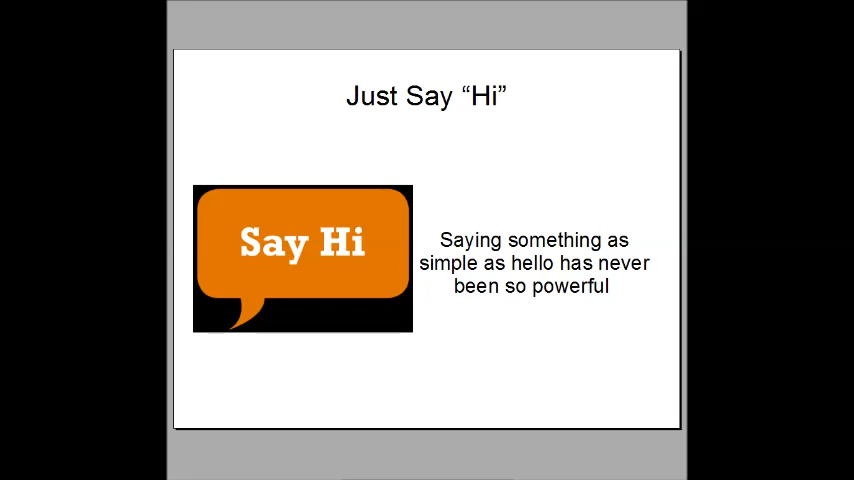 Just Say “Hi”
Say Hi
Saying something as
simple as hello has never
been so powerful